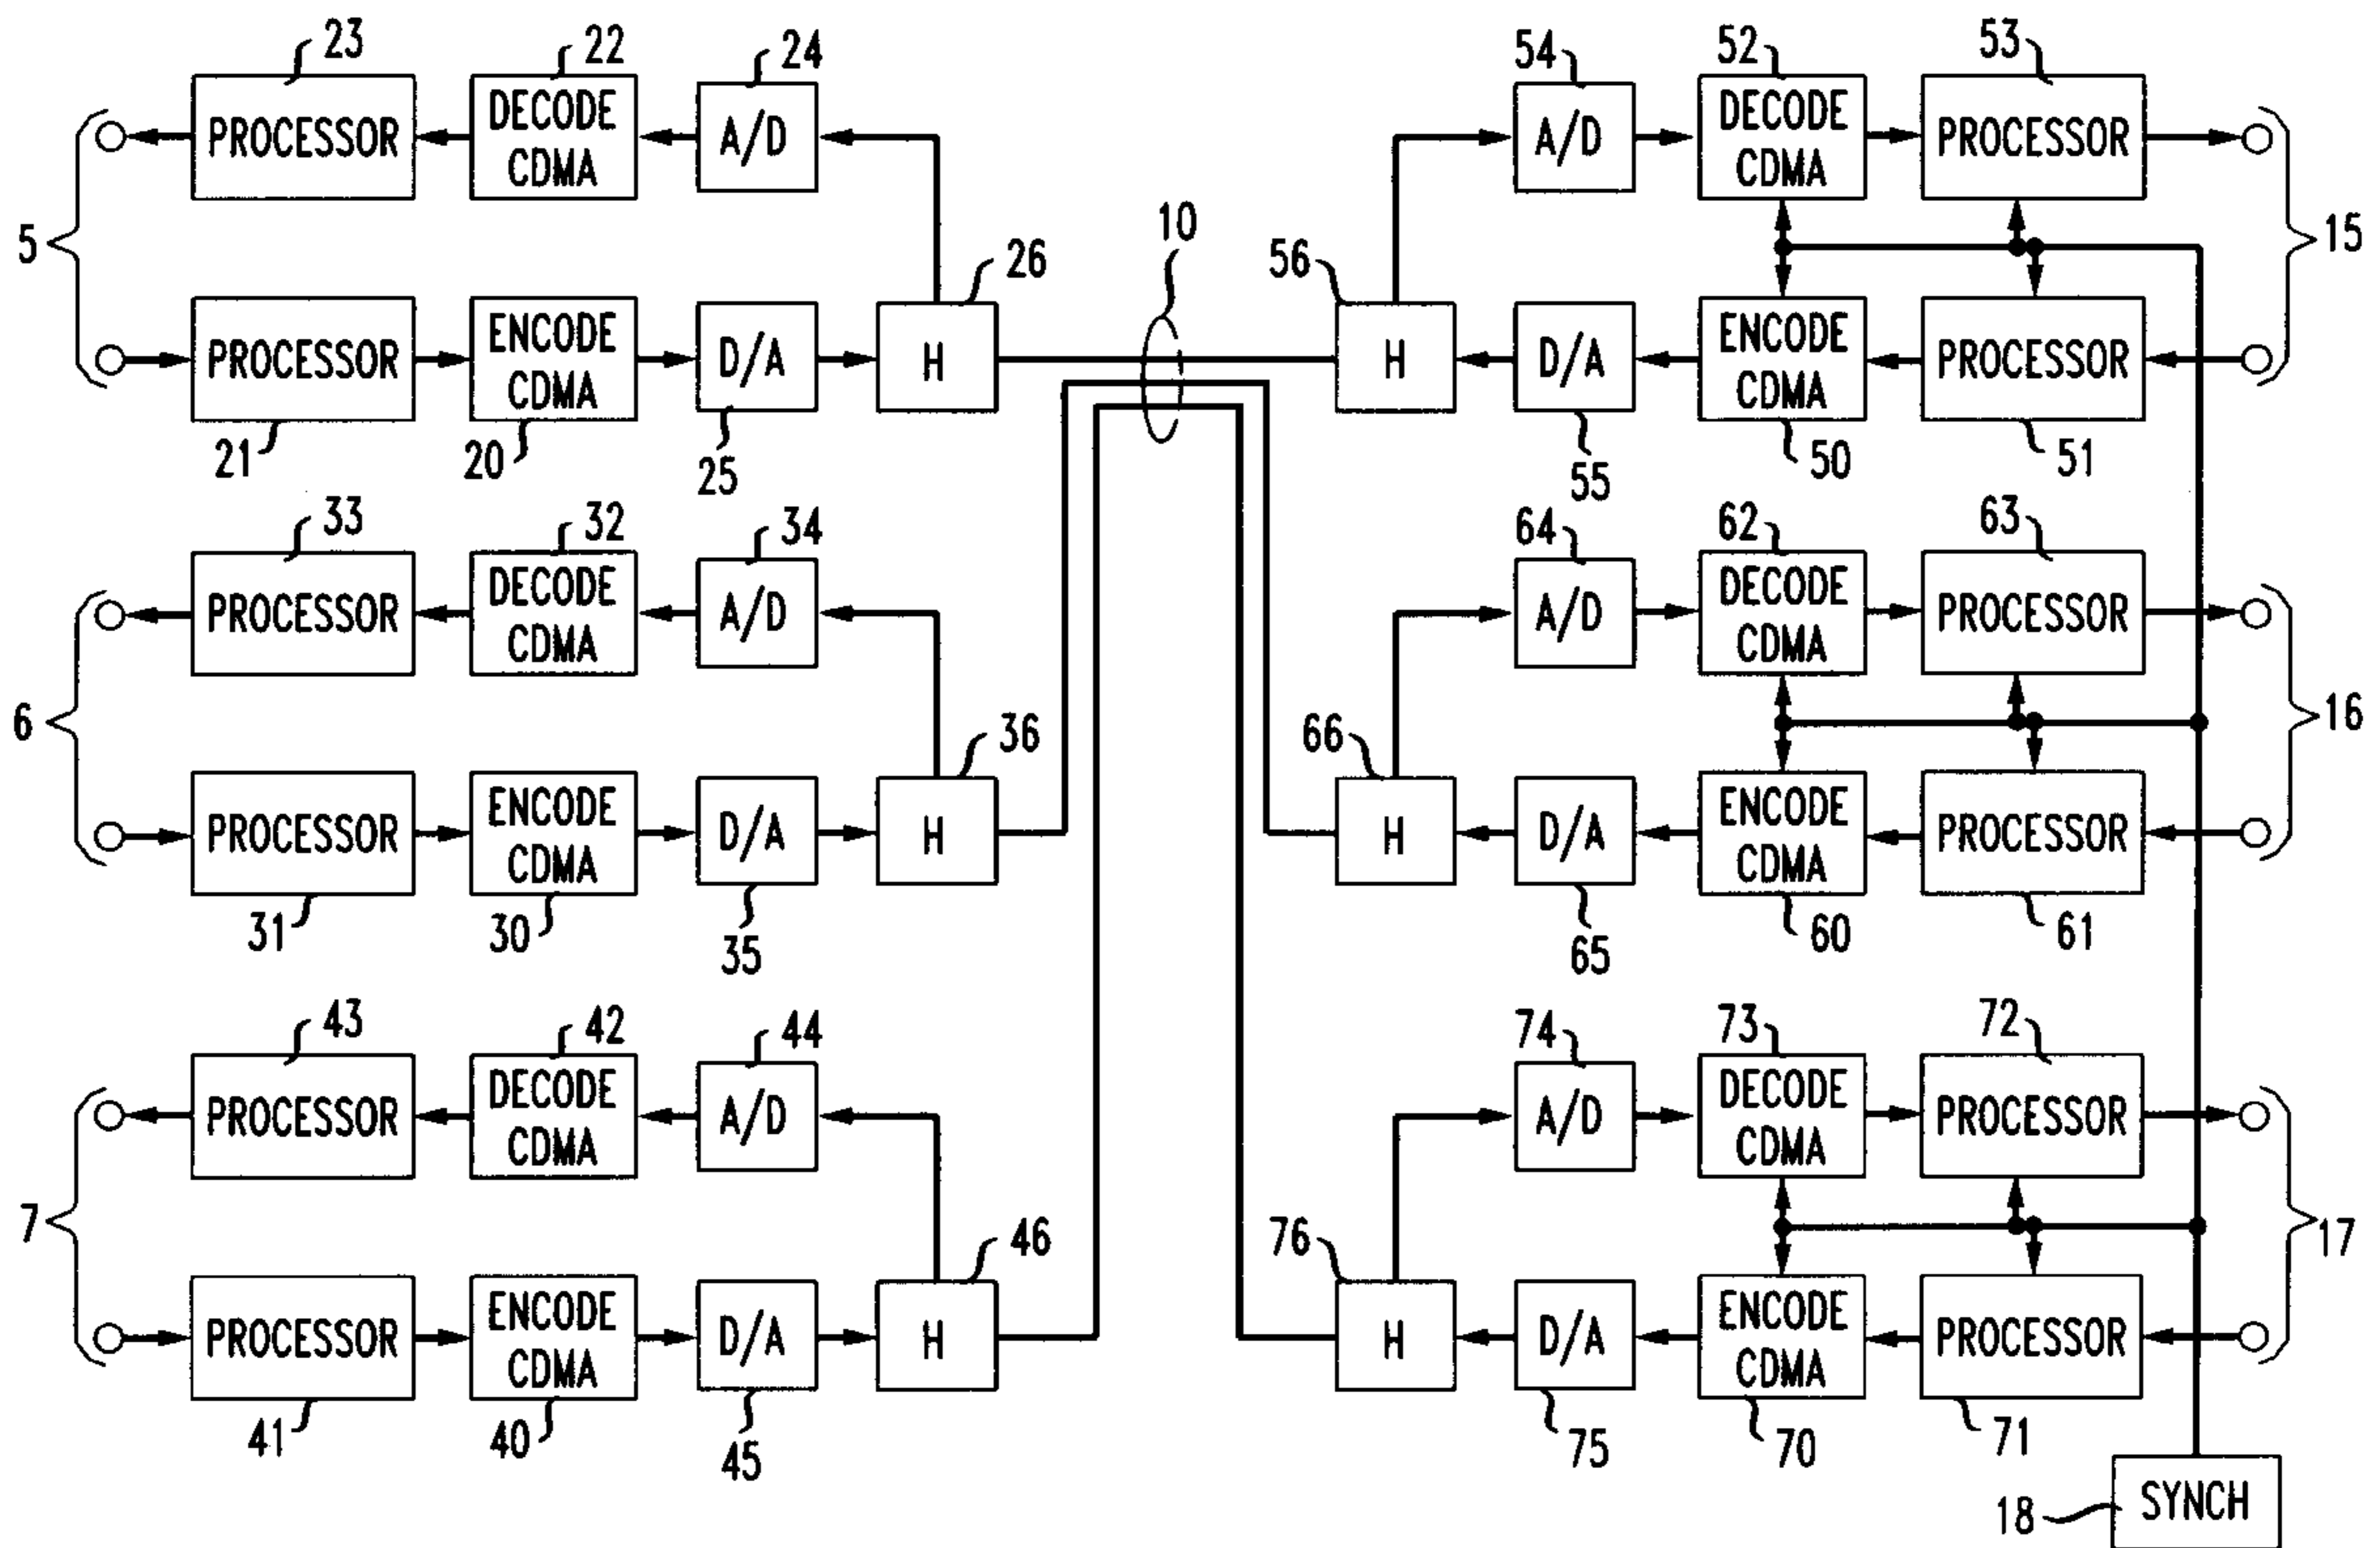 23 22 24 54 52 53
PROCESSOR DECODE CDMA A/D A/D DECODE CDMA PROCESSOR
5 10 26 56 15
PROCESSOR ENCODE CDMA D/A H H D/A ENCODE CDMA PROCESSOR
21 20 25 55 50 51
33 32 34 64 62 63
PROCESSOR DECODE CDMA A/D A/D DECODE CDMA PROCESSOR
6 36 66 16
PROCESSOR ENCODE CDMA D/A H H D/A ENCODE CDMA PROCESSOR
31 30 35 65 60 61
43 42 44 74 73 72
PROCESSOR DECODE CDMA A/D A/D DECODE CDMA PROCESSOR
7 46 76 17
PROCESSOR ENCODE CDMA D/A H H D/A ENCODE CDMA PROCESSOR
41 40 45 75 70 71
18 SYNCH